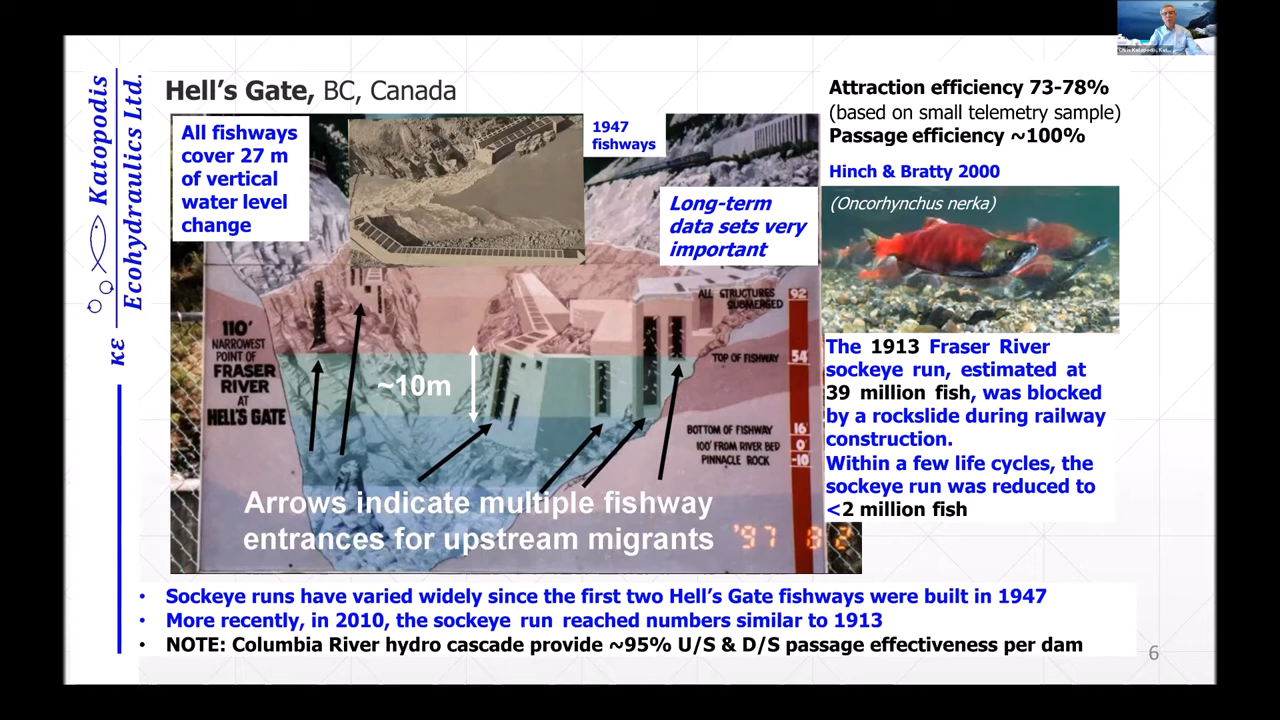 Katopodis
Ecohydraulics Ltd.
κε
Hell's Gate, BC, Canada
All fishways
cover 27 m
of vertical
water level
change
1947
fishways
Long-term
data sets very
important
110'
NARROWEST
POINT OF
FRASER
RIVER
AT
HELL'S GATE
~10m
ALL STRUCTURES
SUBMERGED
92
TOP OF FISHWAY
54
BOTTOM OF FISHWAY
16'
100' FROM RIVER BED
0'
PINNACLE ROCK
-10
Arrows indicate multiple fishway
entrances for upstream migrants
'97 8 2
Attraction efficiency 73-78%
(based on small telemetry sample)
Passage efficiency ~100%
Hinch & Bratty 2000
(Oncorhynchus nerka)
The 1913 Fraser River
sockeye run, estimated at
39 million fish, was blocked
by a rockslide during railway
construction.
Within a few life cycles, the
sockeye run was reduced to
<2 million fish
• Sockeye runs have varied widely since the first two Hell's Gate fishways were built in 1947
• More recently, in 2010, the sockeye run reached numbers similar to 1913
• NOTE: Columbia River hydro cascade provide ~95% U/S & D/S passage effectiveness per dam
6